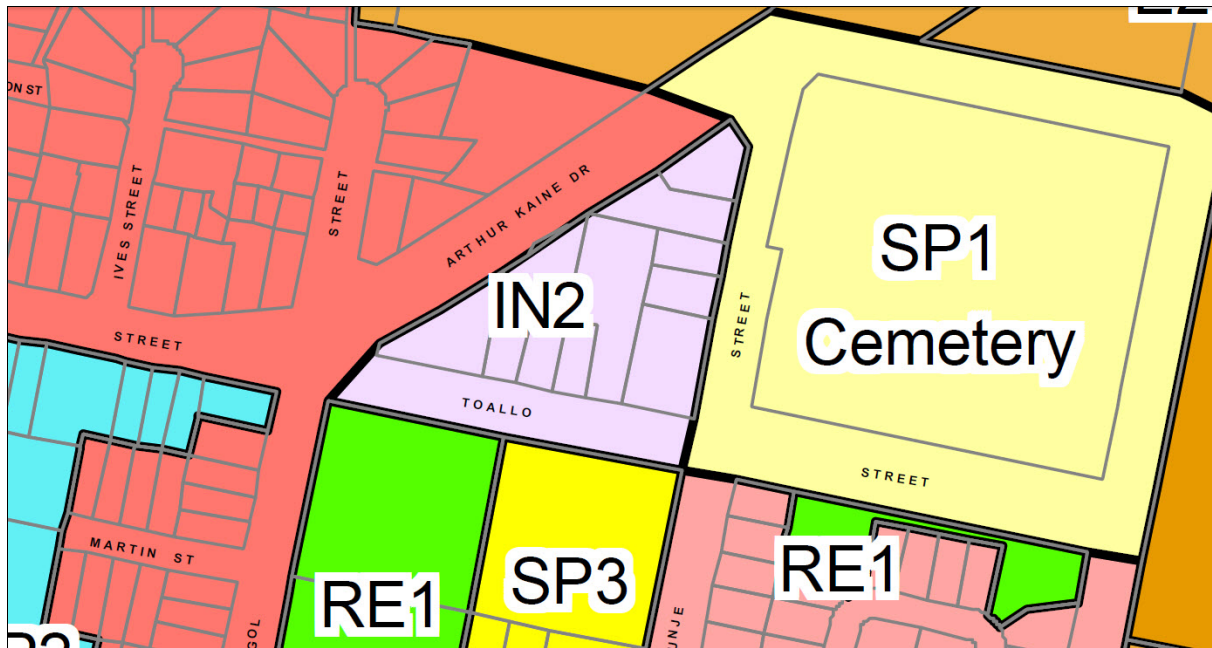 ON ST
IVES STREET
STREET
ARTHUR KAINE DR
IN2
SP1
Cemetery
STREET
STREET
TOALLO
STREET
MARTIN ST
RE1
SP3
RE1
UNJE
GOL